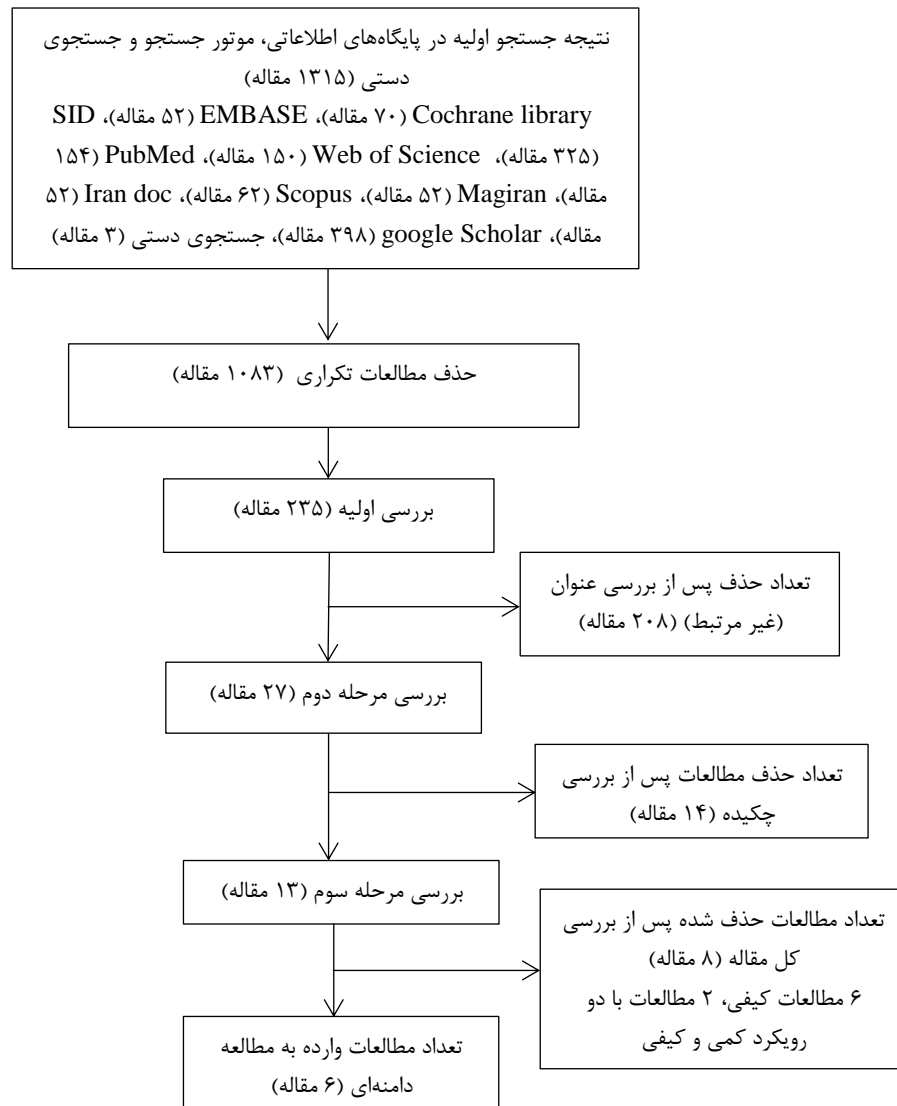 نتیجه جستجو اولیه در پایگاه‌های اطلاعاتی، موتور جستجو و جستجوی
دستی (۱۳۱۵ مقاله)
Cochrane library (۷۰ مقاله)، EMBASE (۵۲ مقاله)، SID
(۳۲۵ مقاله)، Web of Science (۱۵۰ مقاله)، PubMed (۱۵۴
مقاله)، Magiran (۵۲ مقاله)، Scopus (۶۲ مقاله)، Iran doc (۵۲
مقاله)، google Scholar (۳۹۸ مقاله)، جستجوی دستی (۳ مقاله)
حذف مطالعات تکراری (۱۰۸۳ مقاله)
بررسی اولیه (۲۳۵ مقاله)
تعداد حذف پس از بررسی عنوان
(غیر مرتبط) (۲۰۸ مقاله)
بررسی مرحله دوم (۲۷ مقاله)
تعداد حذف مطالعات پس از بررسی
چکیده (۱۴ مقاله)
بررسی مرحله سوم (۱۳ مقاله)
تعداد مطالعات حذف شده پس از بررسی
کل مقاله (۸ مقاله)
۶ مطالعات کیفی، ۲ مطالعات با دو
رویکرد کمی و کیفی
تعداد مطالعات وارده به مطالعه
دامنه‌ای (۶ مقاله)